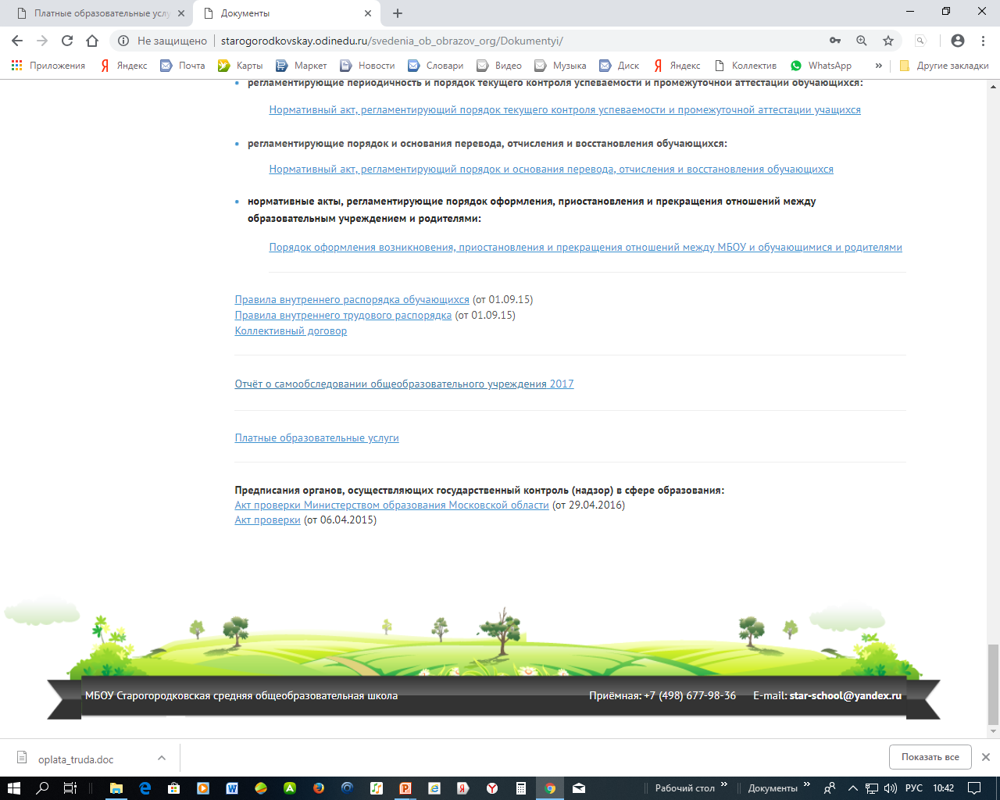 Платные образовательные услу
Документы
Не защищено
starogorodkovskay.odinedu.ru/svedenia_ob_obrazov_org/Dokumentyi/
Приложения Яндекс Почта Карты Маркет Новости Словари Видео Музыка Диск Яндекс Коллектив WhatsApp » Другие закладки
регламентирующие периодичность и порядок текущего контроля успеваемости и промежуточной аттестации обучающихся:
Нормативный акт, регламентирующий порядок текущего контроля успеваемости и промежуточной аттестации учащихся
регламентирующие порядок и основания перевода, отчисления и восстановления обучающихся:
Нормативный акт, регламентирующий порядок и основания перевода, отчисления и восстановления обучающихся
нормативные акты, регламентирующие порядок оформления, приостановления и прекращения отношений между
образовательным учреждением и родителями:
Порядок оформления возникновения, приостановления и прекращения отношений между МБОУ и обучающимися и родителями
Правила внутреннего распорядка обучающихся (от 01.09.15)
Правила внутреннего трудового распорядка (от 01.09.15)
Коллективный договор
Отчёт о самообследовании общеобразовательного учреждения 2017
Платные образовательные услуги
Предписания органов, осуществляющих государственный контроль (надзор) в сфере образования:
Акт проверки Министерством образования Московской области (от 29.04.2016)
Акт проверки (от 06.04.2015)
МБОУ Старогородковская средняя общеобразовательная школа Приёмная: +7 (498) 677-98-36 E-mail: star-school@yandex.ru
oplata_truda.doc
Показать все
Рабочий стол » Документы » РУС 10:42